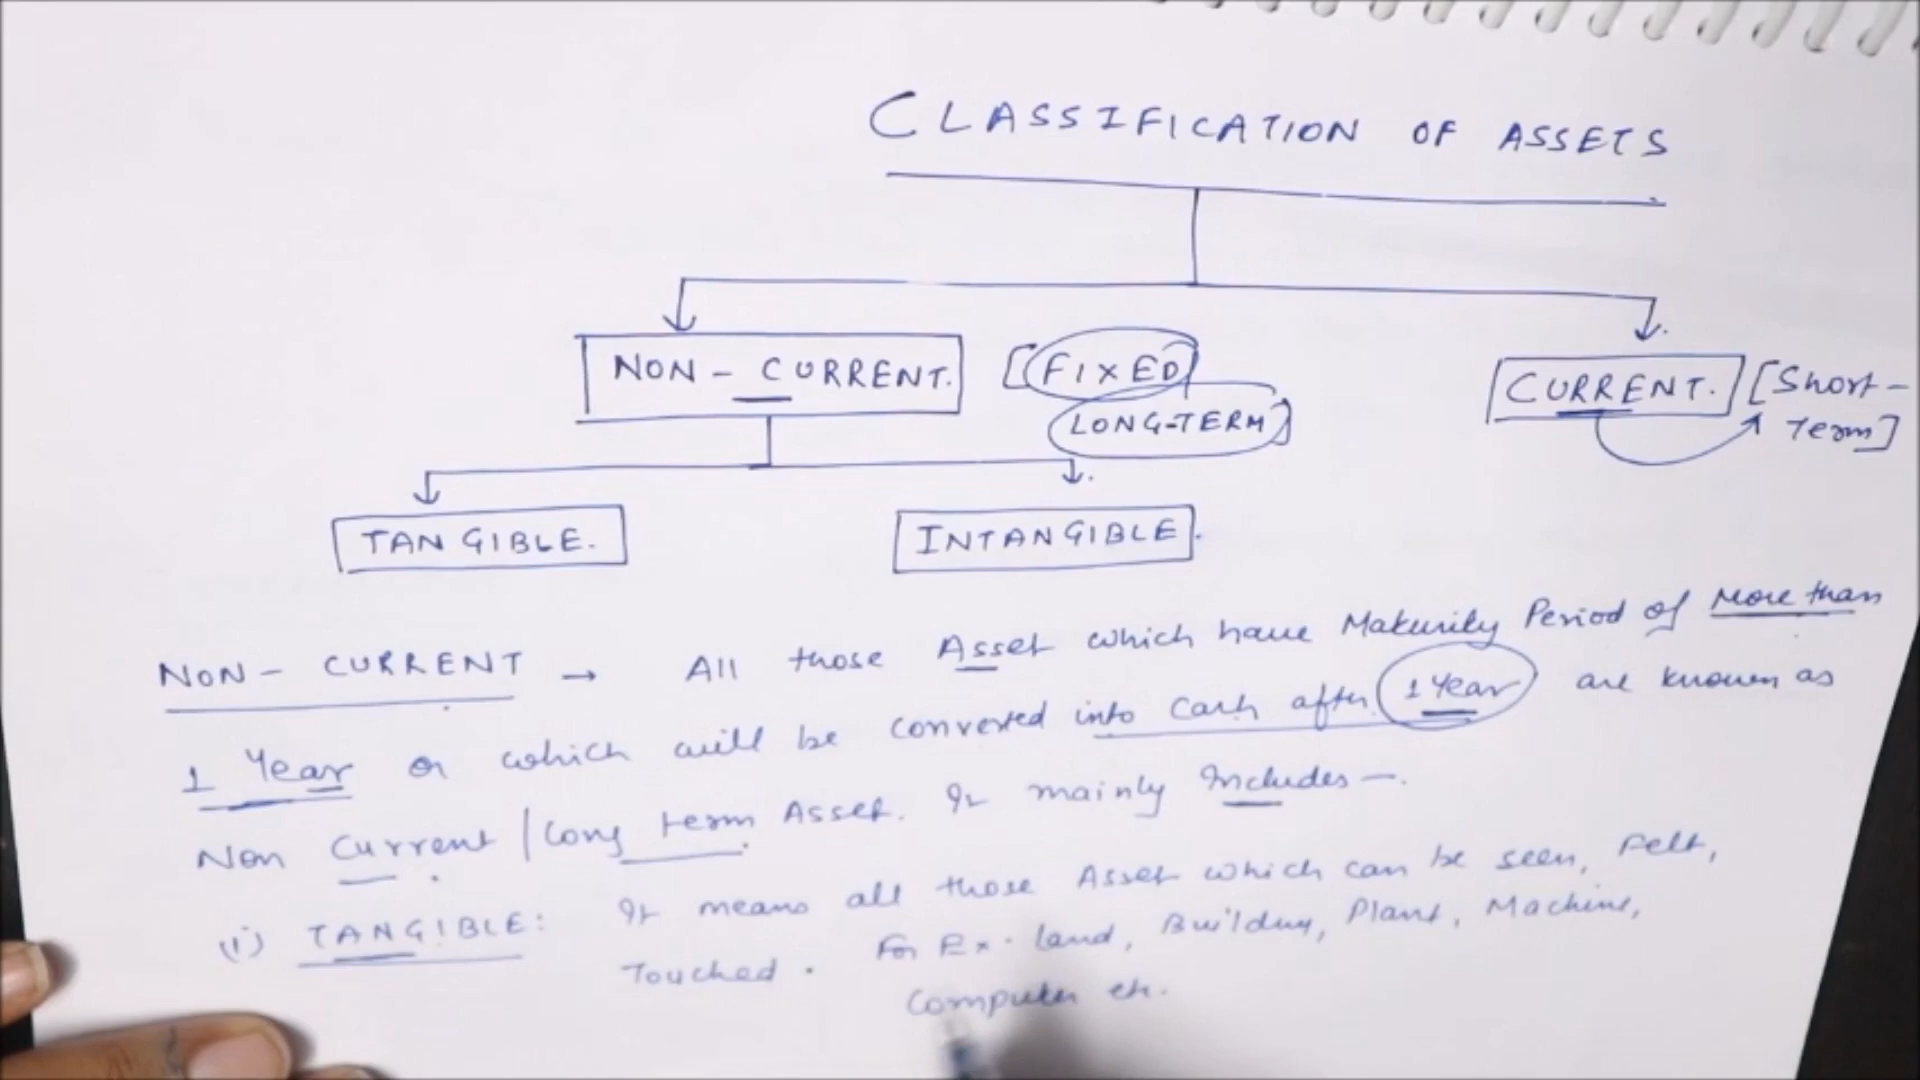 CLASSIFICATION OF ASSETS
NON-CURRENT. [FIXED
LONG-TERM]
CURRENT. [Short-
Term]
TANGIBLE.
INTANGIBLE.
NON-CURRENT → All those Asset which have Maturity Period of More than
1 Year or which will be converted into Cash after 1 Year are known as
Non Current / Long term Asset. It mainly Includes -.
(i) TANGIBLE: It means all those Asset which can be seen, Felt,
Touched. For Ex. land, Building, Plant, Machine,
Computer etc.